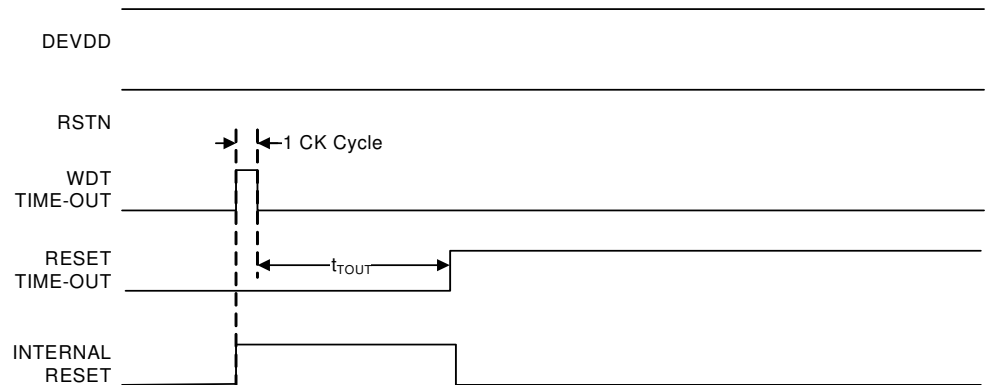 DEVDD
RSTN
1 CK Cycle
WDT
TIME-OUT
RESET
TIME-OUT
tTOUT
INTERNAL
RESET